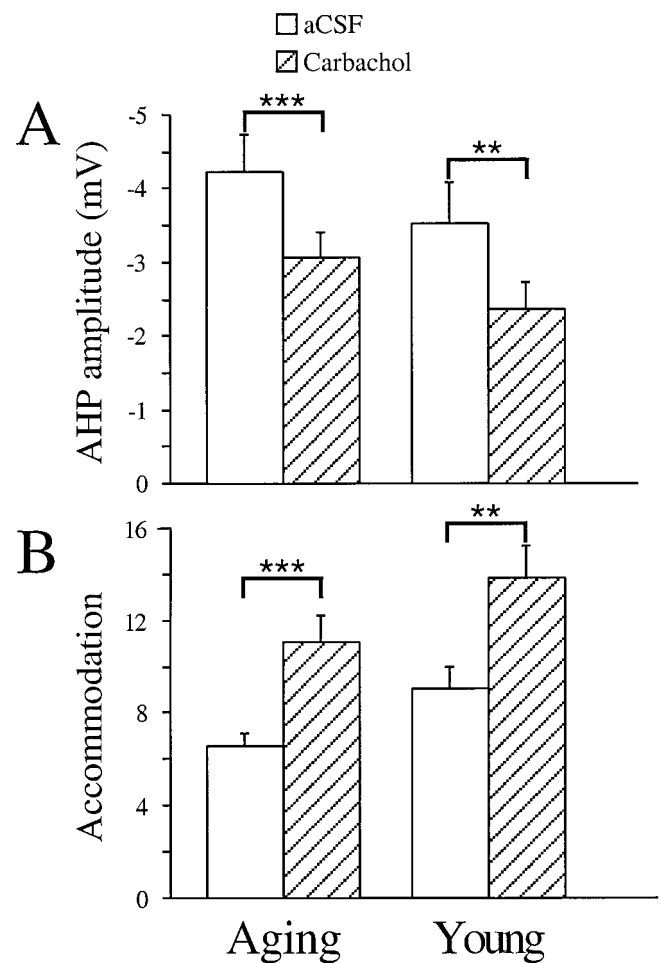 aCSF
Carbachol
A
AHP amplitude (mV)
-5
-4
-3
-2
-1
0
***
**
B
Accommodation
16
12
8
4
0
***
**
Aging Young